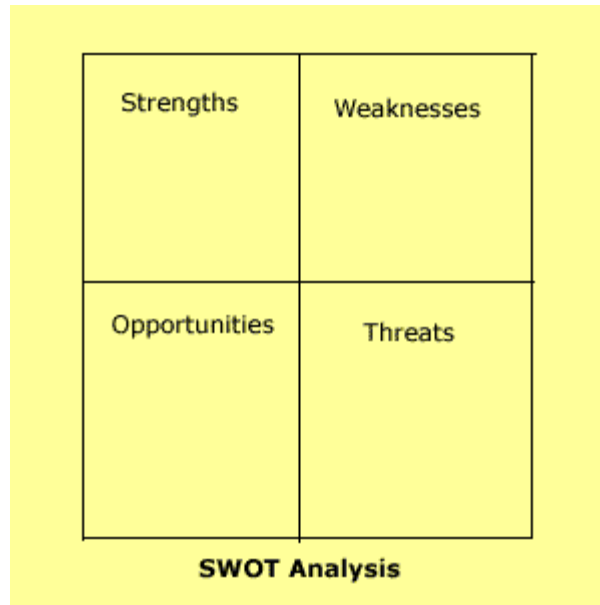 Strengths
Weaknesses
Opportunities
Threats
SWOT Analysis